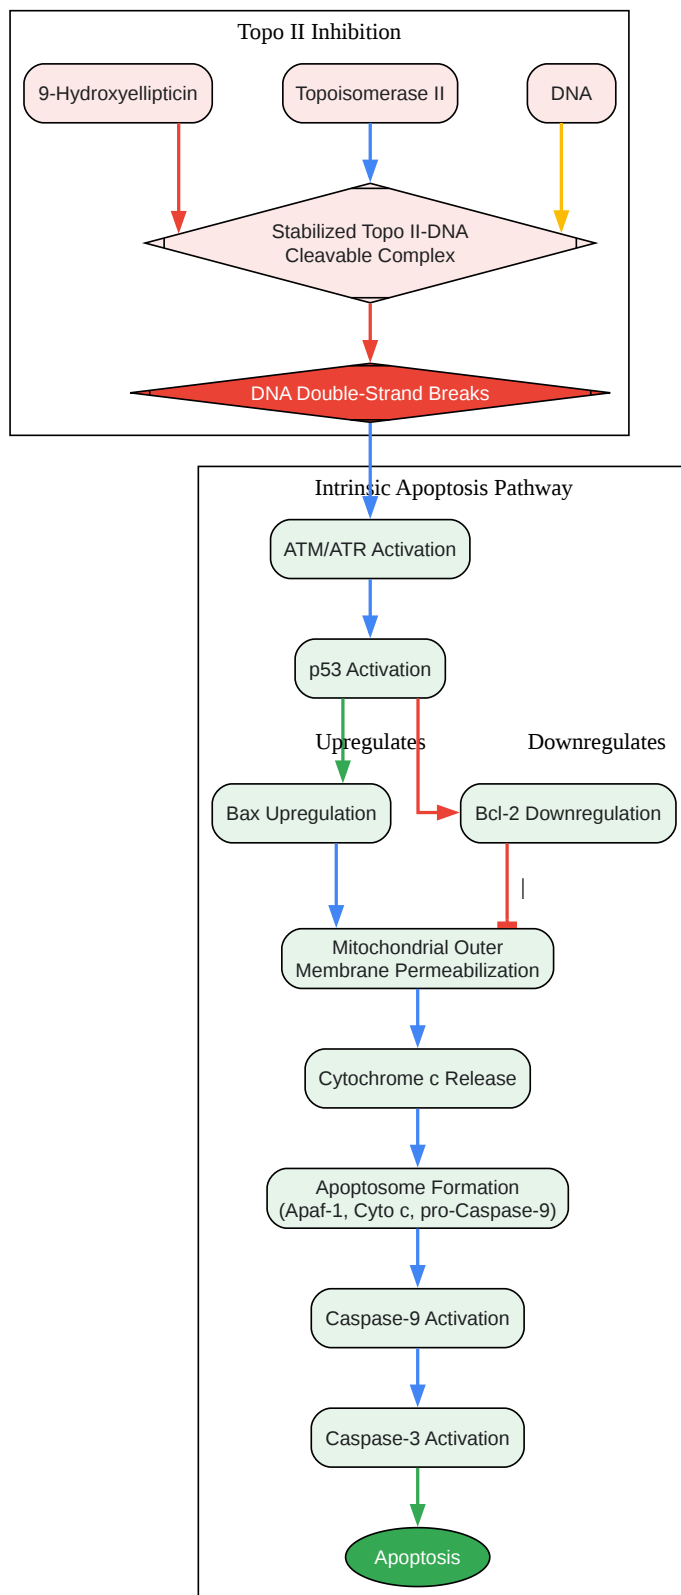 Topo II Inhibition
9-Hydroxyellipticin
Topoisomerase II
DNA
Stabilized Topo II-DNA
Cleavable Complex
DNA Double-Strand Breaks
Intrinsic Apoptosis Pathway
ATM/ATR Activation
p53 Activation
Upregulates
Downregulates
Bax Upregulation
Bcl-2 Downregulation
|
Mitochondrial Outer
Membrane Permeabilization
Cytochrome c Release
Apoptosome Formation
(Apaf-1, Cyto c, pro-Caspase-9)
Caspase-9 Activation
Caspase-3 Activation
Apoptosis